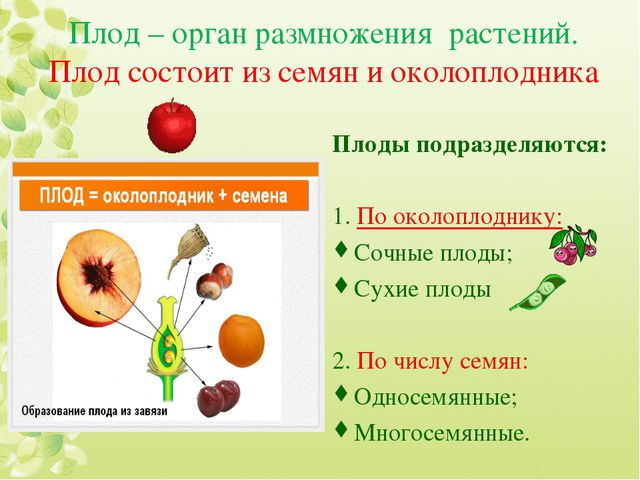 Плод – орган размножения растений.
Плод состоит из семян и околоплодника
ПЛОД = околоплодник + семена
Образование плода из завязи
Плоды подразделяются:
1. По околоплоднику:
Сочные плоды;
Сухие плоды
2. По числу семян:
Односемянные;
Многосемянные.